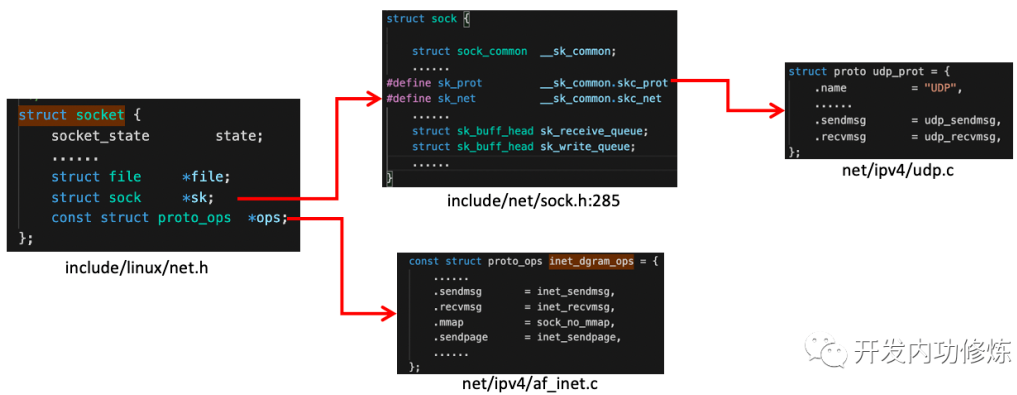 struct socket {
socket_state state;
......
struct file *file;
struct sock *sk;
const struct proto_ops *ops;
};
include/linux/net.h
struct sock {
struct sock_common __sk_common;
......
#define sk_prot __sk_common.skc_prot
#define sk_net __sk_common.skc_net
......
struct sk_buff_head sk_receive_queue;
struct sk_buff_head sk_write_queue;
......
}
include/net/sock.h:285
struct proto udp_prot = {
.name = "UDP",
......
.sendmsg = udp_sendmsg,
.recvmsg = udp_recvmsg,
};
net/ipv4/udp.c
const struct proto_ops inet_dgram_ops = {
......
.sendmsg = inet_sendmsg,
.recvmsg = inet_recvmsg,
.mmap = sock_no_mmap,
.sendpage = inet_sendpage,
......
};
net/ipv4/af_inet.c
开发内功修炼